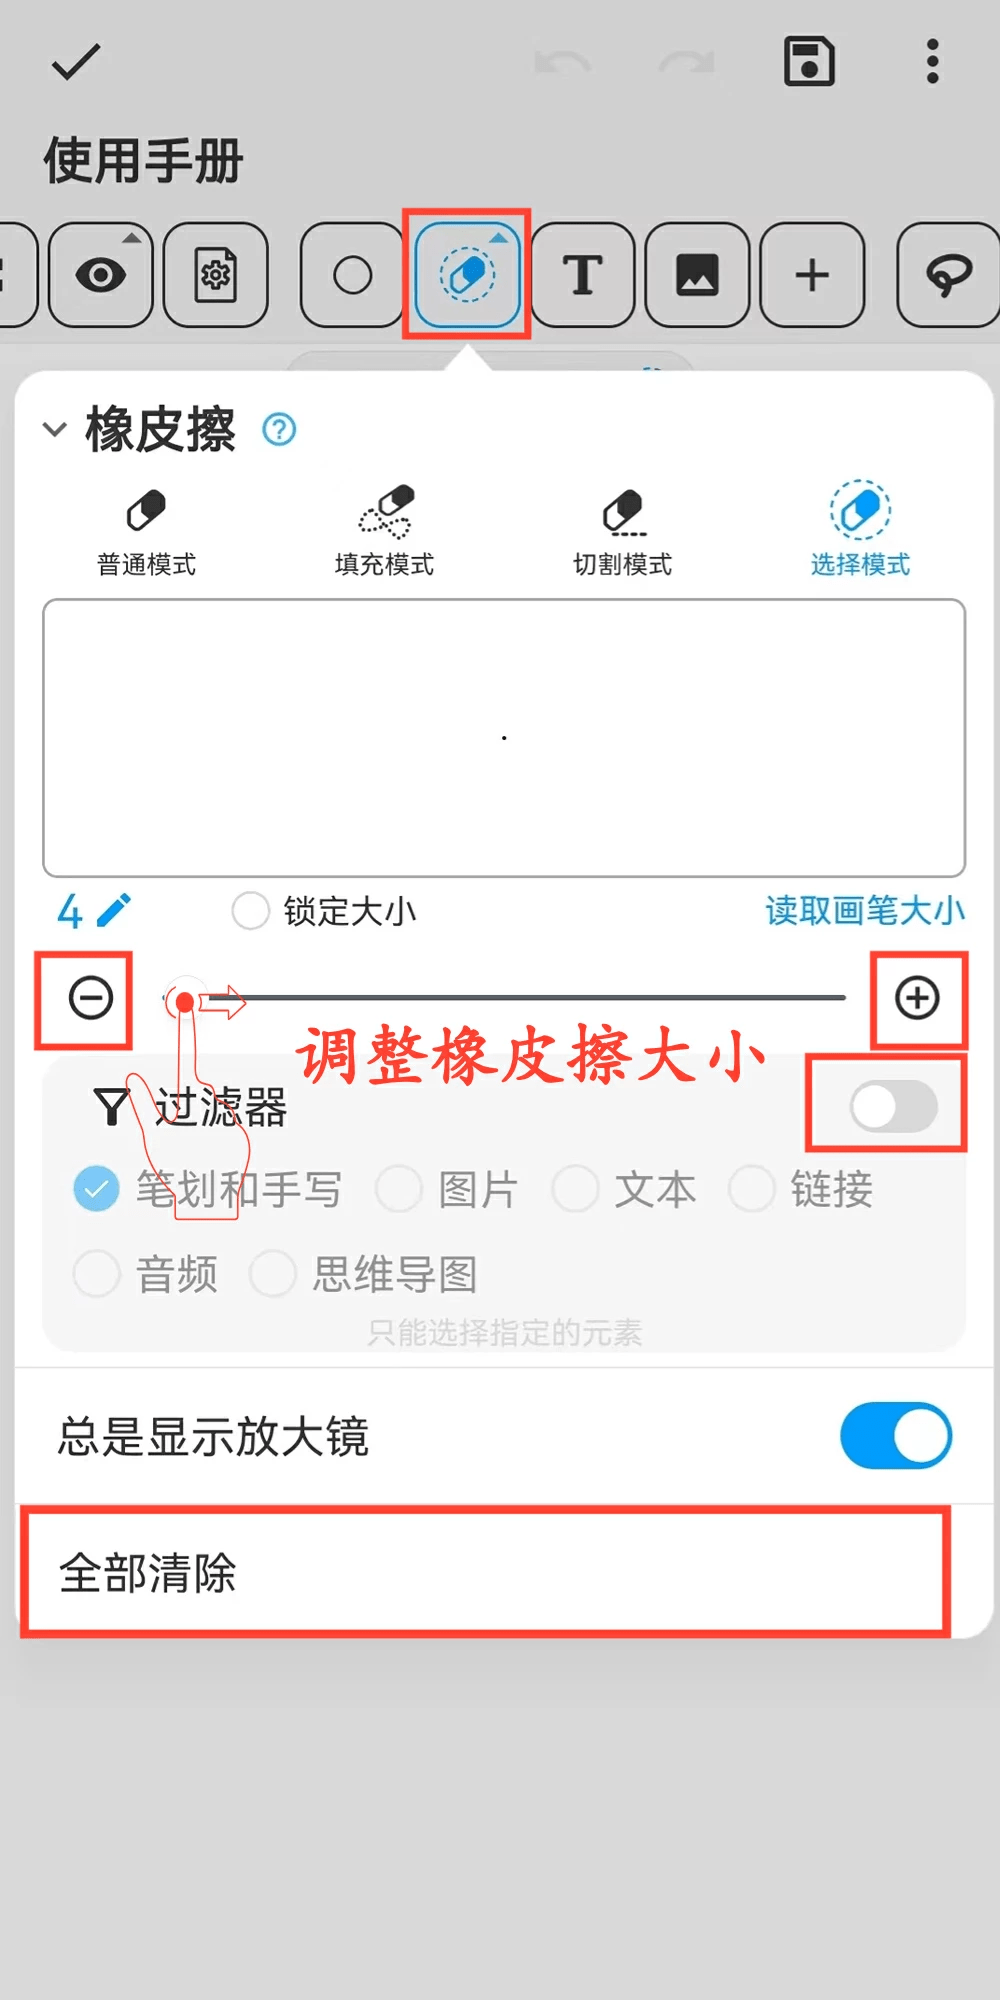 使用手册
T
橡皮擦 ?
普通模式 填充模式 切割模式 选择模式
4 锁定大小 读取画笔大小
调整橡皮擦大小
过滤器
笔划和手写 图片 文本 链接
音频 思维导图
只能选择指定的元素
总是显示放大镜
全部清除